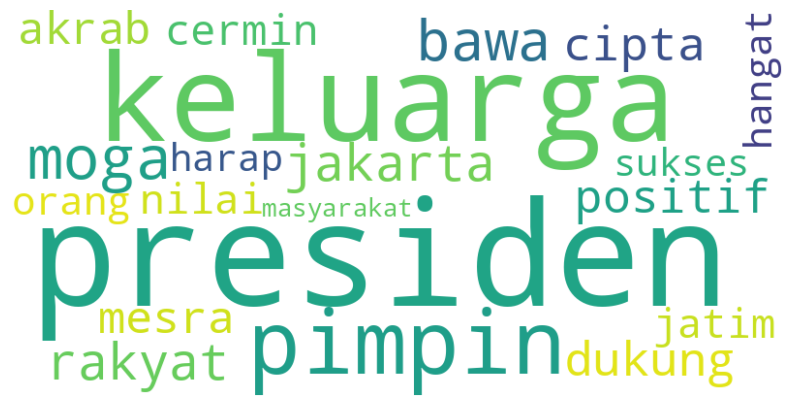 akrab cermin bawa cipta hangat
keluarga
moga harap jakarta sukses
orang nilai masyarakat positif
presiden
mesra pimpin jatim
rakyat dukung